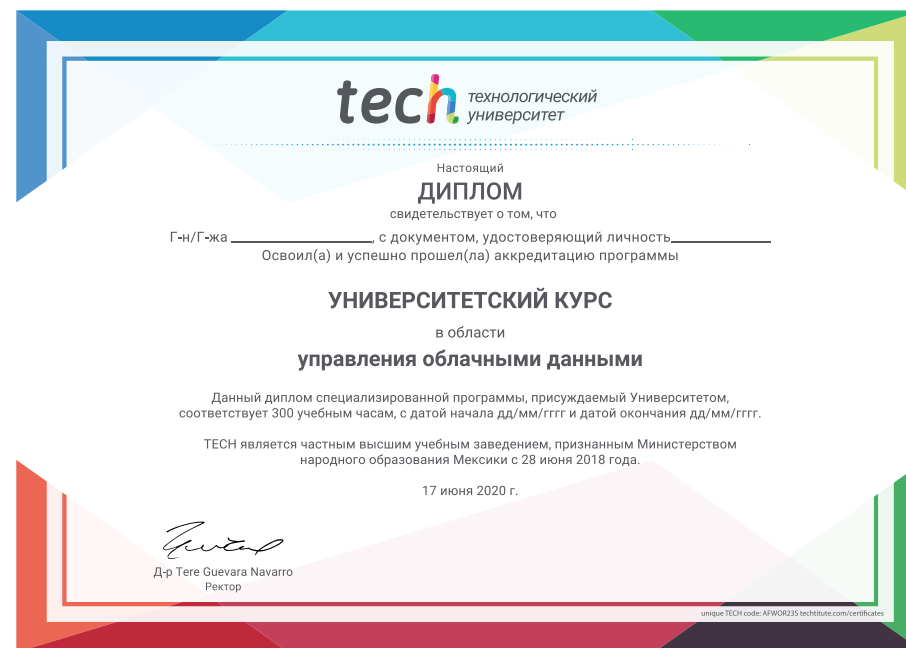 tech технологический
университет
Настоящий
ДИПЛОМ
свидетельствует о том, что
Г-н/Г-жа ____________________, с документом, удостоверяющий личность______________
Освоил(а) и успешно прошел(ла) аккредитацию программы
УНИВЕРСИТЕТСКИЙ КУРС
в области
управления облачными данными
Данный диплом специализированной программы, присуждаемый Университетом,
соответствует 300 учебным часам, с датой начала дд/мм/гггг и датой окончания дд/мм/гггг.
TECH является частным высшим учебным заведением, признанным Министерством
народного образования Мексики с 28 июня 2018 года.
17 июня 2020 г.
Д-р Tere Guevara Navarro
Ректор
unique TECH code: AFWOR23S techtitute.com/certificates